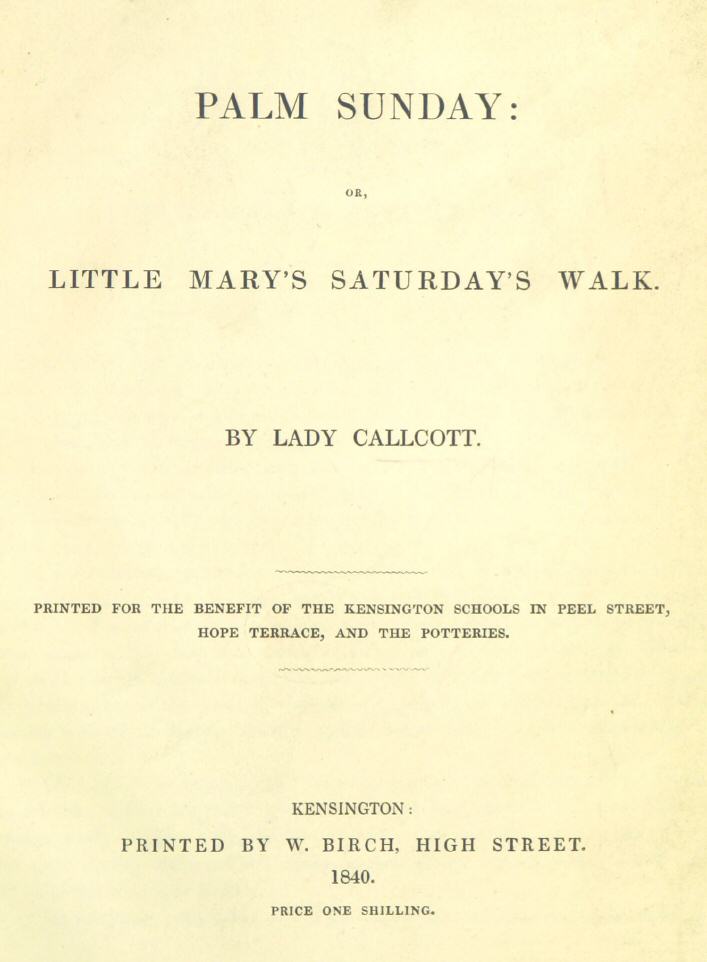 PALM SUNDAY:
OR,
LITTLE MARY'S SATURDAY'S WALK.
BY LADY CALLCOTT.
PRINTED FOR THE BENEFIT OF THE KENSINGTON SCHOOLS IN PEEL STREET,
HOPE TERRACE, AND THE POTTERIES.
KENSINGTON:
PRINTED BY W. BIRCH, HIGH STREET.
1840.
PRICE ONE SHILLING.